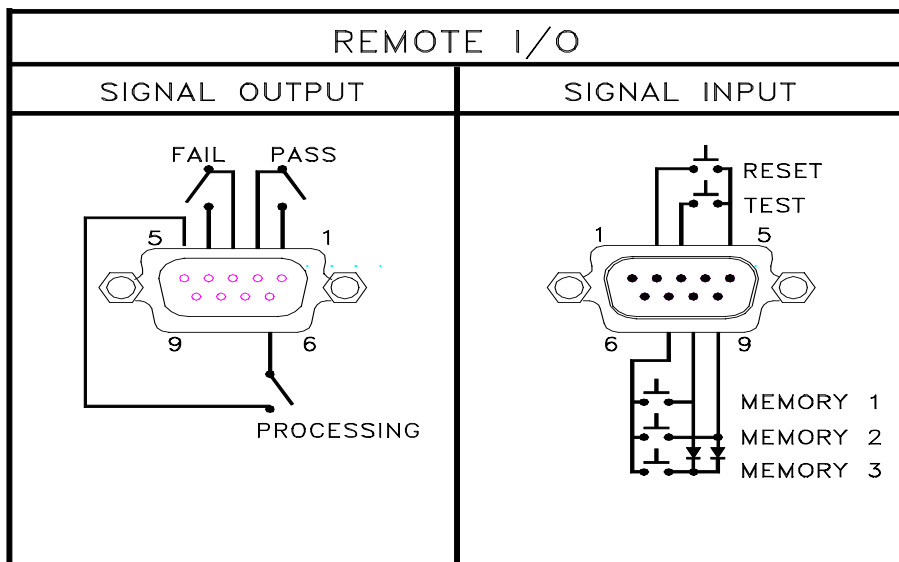 REMOTE I/O
SIGNAL OUTPUT
SIGNAL INPUT
FAIL PASS
5 1
9 6
PROCESSING
RESET
TEST
1 5
6 9
MEMORY 1
MEMORY 2
MEMORY 3